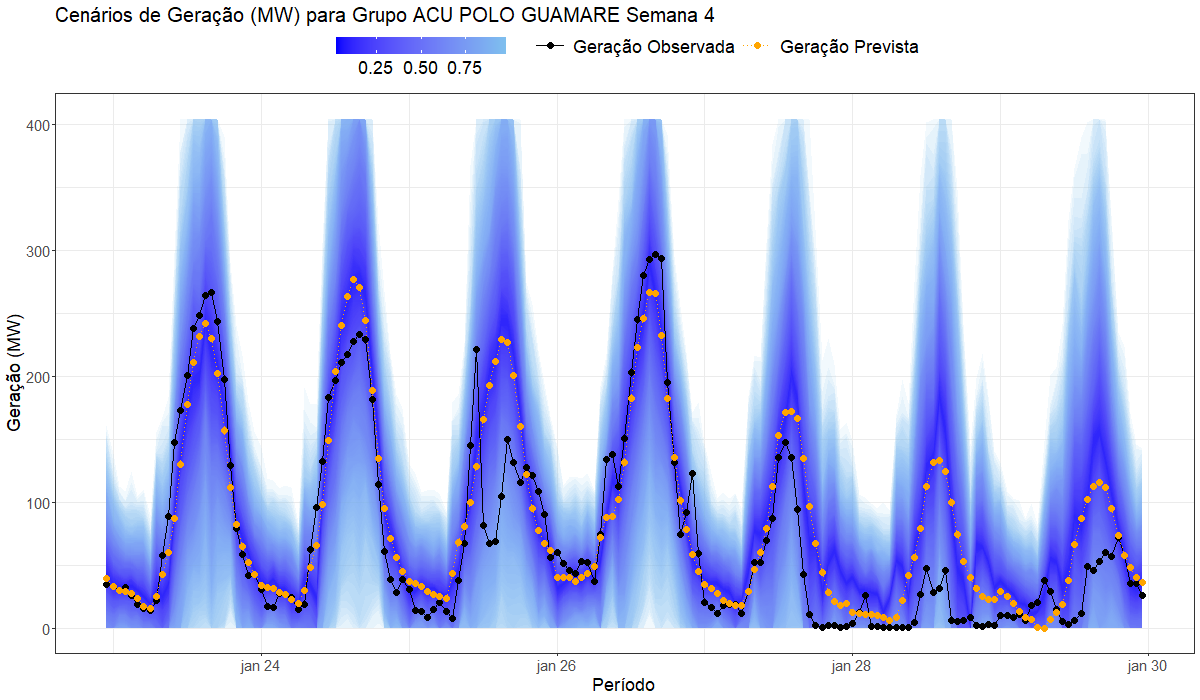 Cenários de Geração (MW) para Grupo ACU POLO GUAMARE Semana 4
0.25 0.50 0.75
Geração Observada
Geração Prevista
Geração (MW)
400
300
200
100
0
jan 24
jan 26
jan 28
jan 30
Período